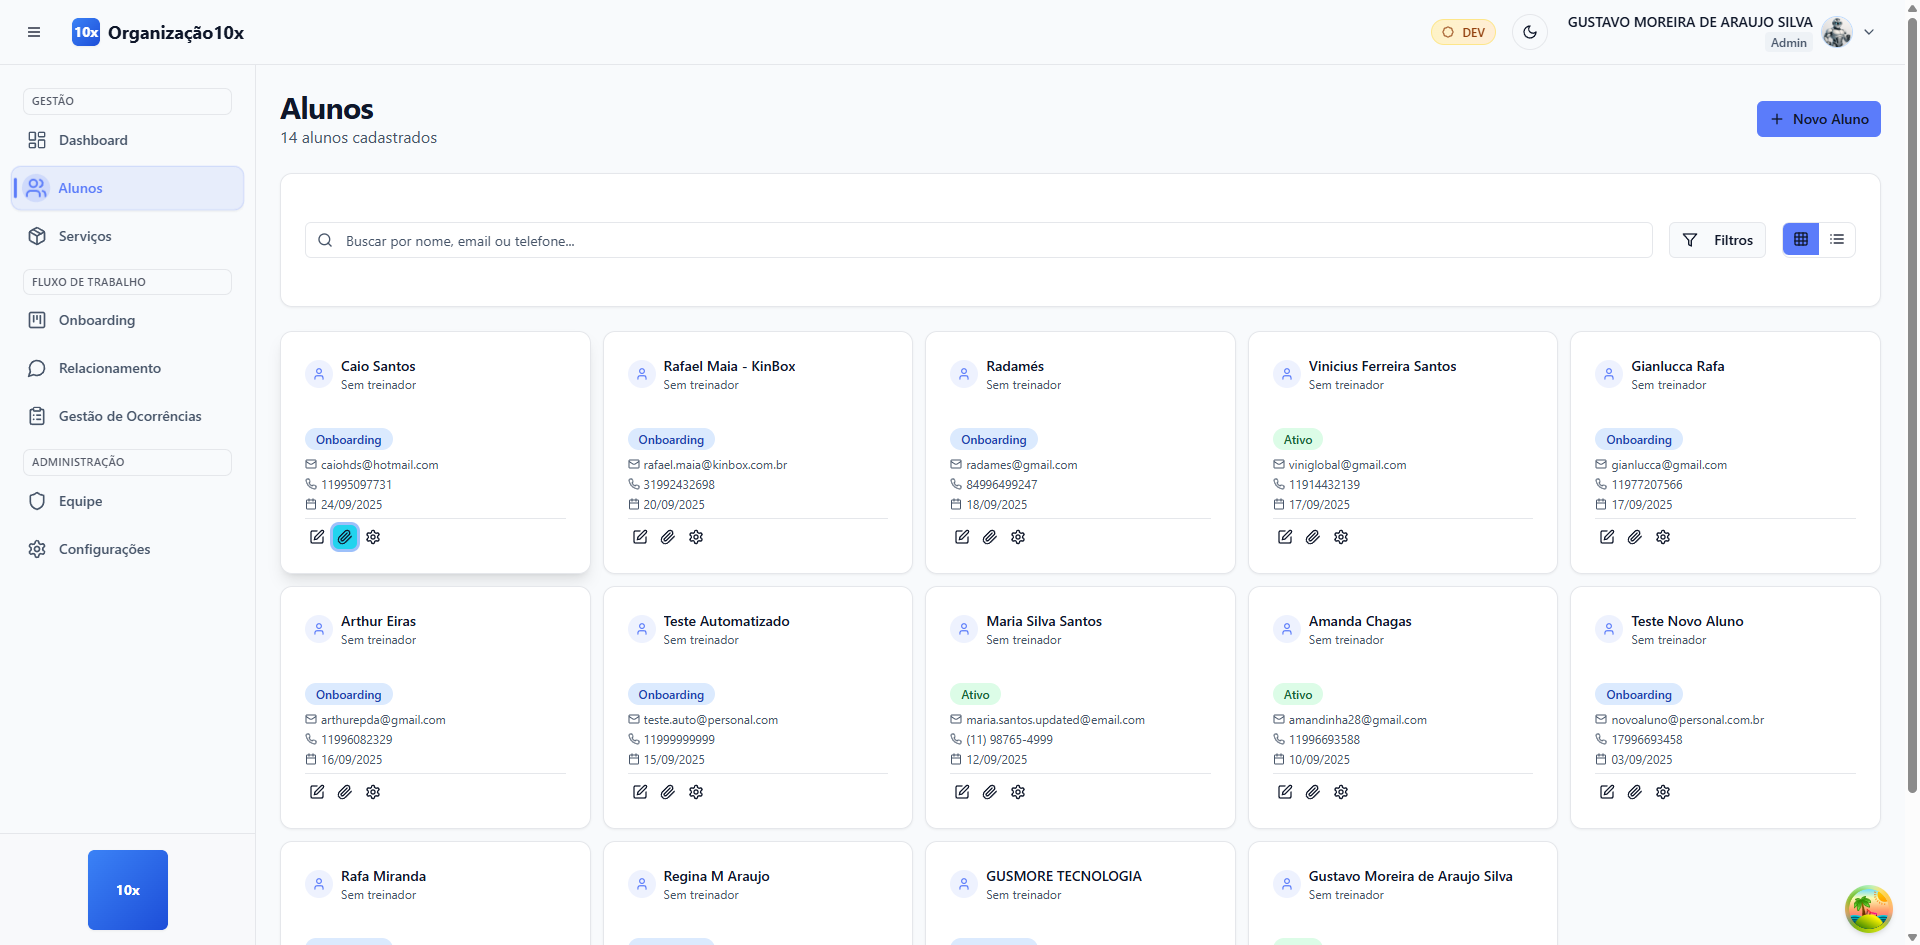 10x Organização10x
DEV
GUSTAVO MOREIRA DE ARAUJO SILVA
Admin
GESTÃO
Dashboard
Alunos
Serviços
FLUXO DE TRABALHO
Onboarding
Relacionamento
Gestão de Ocorrências
ADMINISTRAÇÃO
Equipe
Configurações
10x
Alunos
14 alunos cadastrados
Novo Aluno
Buscar por nome, email ou telefone...
Filtros
Caio Santos
Sem treinador
Onboarding
caiohds@hotmail.com
11995097731
24/09/2025
Rafael Maia - KinBox
Sem treinador
Onboarding
rafael.maia@kinbox.com.br
31992432698
20/09/2025
Radamés
Sem treinador
Onboarding
radames@gmail.com
84996499247
18/09/2025
Vinicius Ferreira Santos
Sem treinador
Ativo
viniglobal@gmail.com
11914432139
17/09/2025
Gianlucca Rafa
Sem treinador
Onboarding
gianlucca@gmail.com
11977207566
17/09/2025
Arthur Eiras
Sem treinador
Onboarding
arthurepda@gmail.com
11996082329
16/09/2025
Teste Automatizado
Sem treinador
Onboarding
teste.auto@personal.com
11999999999
15/09/2025
Maria Silva Santos
Sem treinador
Ativo
maria.santos.updated@email.com
(11) 98765-4999
12/09/2025
Amanda Chagas
Sem treinador
Ativo
amandinha28@gmail.com
11996693588
10/09/2025
Teste Novo Aluno
Sem treinador
Onboarding
novoaluno@personal.com.br
17996693458
03/09/2025
Rafa Miranda
Sem treinador
Regina M Araujo
Sem treinador
GUSMORE TECNOLOGIA
Sem treinador
Gustavo Moreira de Araujo Silva
Sem treinador